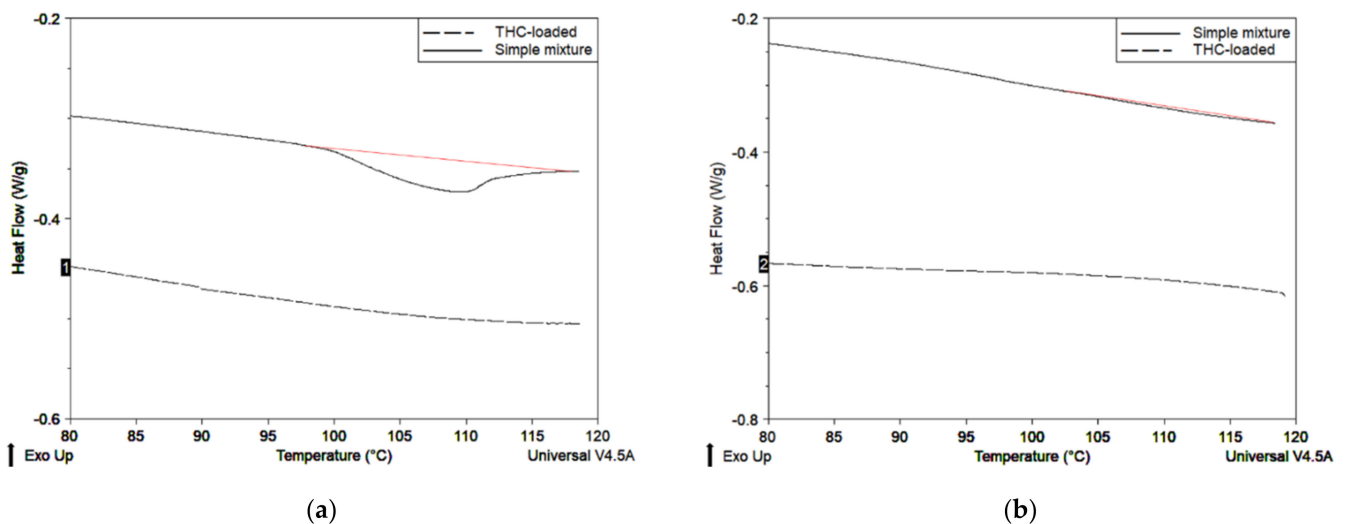 -0.2
THC-loaded
Simple mixture
Heat Flow (W/g)
-0.4
1
-0.6
80 85 90 95 100 105 110 115 120
Exo Up Temperature (°C) Universal V4.5A
(a)
-0.2
Simple mixture
THC-loaded
-0.4
Heat Flow (W/g)
2
-0.6
-0.8
80 85 90 95 100 105 110 115 120
Exo Up Temperature (°C) Universal V4.5A
(b)